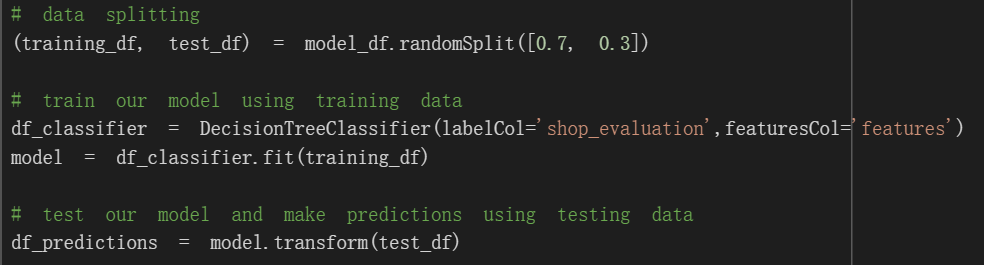 # data splitting
(training_df, test_df) = model_df.randomSplit([0.7, 0.3])
# train our model using training data
df_classifier = DecisionTreeClassifier(labelCol='shop_evaluation',featuresCol='features')
model = df_classifier.fit(training_df)
# test our model and make predictions using testing data
df_predictions = model.transform(test_df)